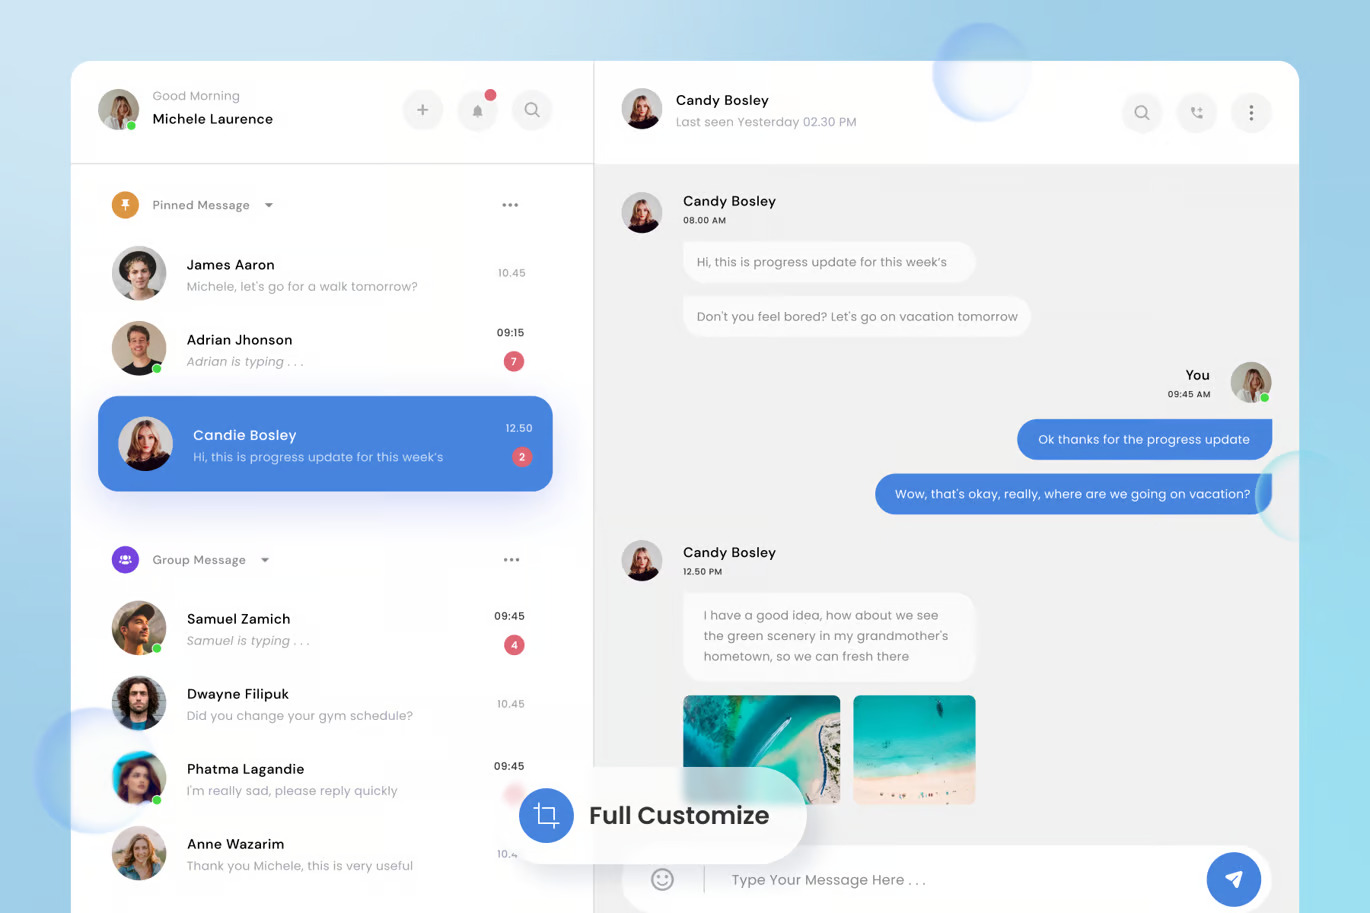 Good Morning
Michele Laurence
Pinned Message
James Aaron
10.45
Michele, let's go for a walk tomorrow?
Adrian Jhonson
09:15
Adrian is typing . . .
7
Candie Bosley
12.50
Hi, this is progress update for this week's
2
Group Message
Samuel Zamich
09:45
Samuel is typing . . .
4
Dwayne Filipuk
10.45
Did you change your gym schedule?
Phatma Lagandie
09:45
I'm really sad, please reply quickly
Anne Wazarim
Thank you Michele, this is very useful
Candy Bosley
Last seen Yesterday 02.30 PM
Candy Bosley
08.00 AM
Hi, this is progress update for this week's
Don't you feel bored? Let's go on vacation tomorrow
You
09:45 AM
Ok thanks for the progress update
Wow, that's okay, really, where are we going on vacation?
Candy Bosley
12.50 PM
I have a good idea, how about we see
the green scenery in my grandmother's
hometown, so we can fresh there
Full Customize
Type Your Message Here . . .